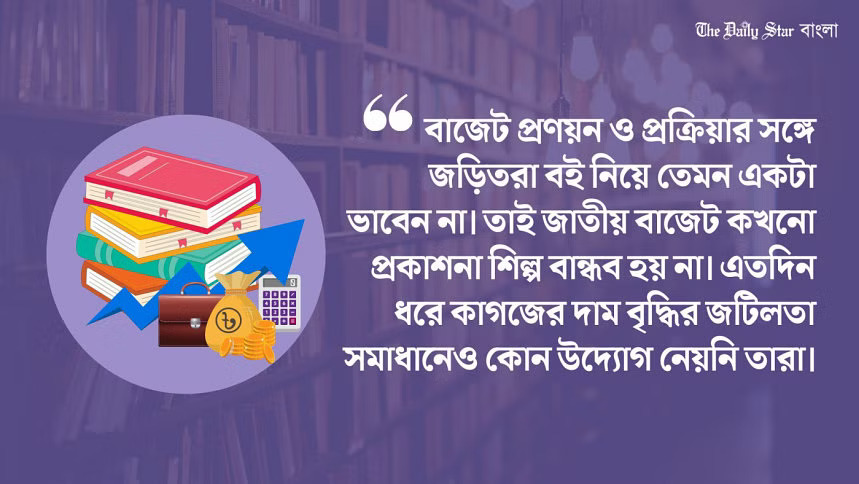 The Daily Star বাংলা
“ বাজেট প্রণয়ন ও প্রক্রিয়ার সঙ্গে
জড়িতরা বই নিয়ে তেমন একটা
ভাবেন না। তাই জাতীয় বাজেট কখনো
প্রকাশনা শিল্প বান্ধব হয় না। এতদিন
ধরে কাগজের দাম বৃদ্ধির জটিলতা
সমাধানেও কোন উদ্যোগ নেয়নি তারা।
৳